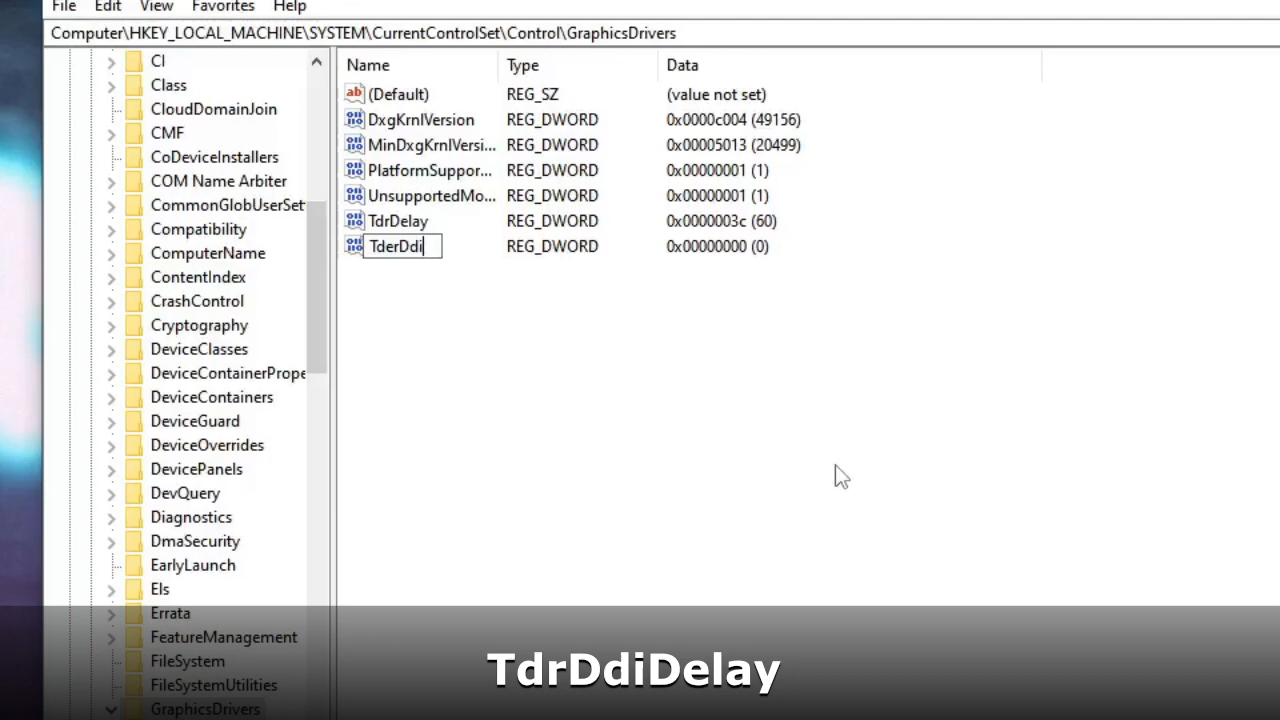 File Edit View Favorites Help
Computer\HKEY_LOCAL_MACHINE\SYSTEM\CurrentControlSet\Control\GraphicsDrivers
CI
Class
CloudDomainJoin
CMF
CoDeviceInstallers
COM Name Arbiter
CommonGlobUserSett
Compatibility
ComputerName
ContentIndex
CrashControl
Cryptography
DeviceClasses
DeviceContainerPrope
DeviceContainers
DeviceGuard
DeviceOverrides
DevicePanels
DevQuery
Diagnostics
DmaSecurity
EarlyLaunch
Els
Errata
FeatureManagement
FileSystem
FileSystemUtilities
GraphicsDrivers
Name Type Data
(Default) REG_SZ (value not set)
DxgKrnlVersion REG_DWORD 0x0000c004 (49156)
MinDxgKrnlVersi... REG_DWORD 0x00005013 (20499)
PlatformSuppor... REG_DWORD 0x00000001 (1)
UnsupportedMo... REG_DWORD 0x00000001 (1)
TdrDelay REG_DWORD 0x0000003c (60)
TderDdi REG_DWORD 0x00000000 (0)
TdrDdiDelay